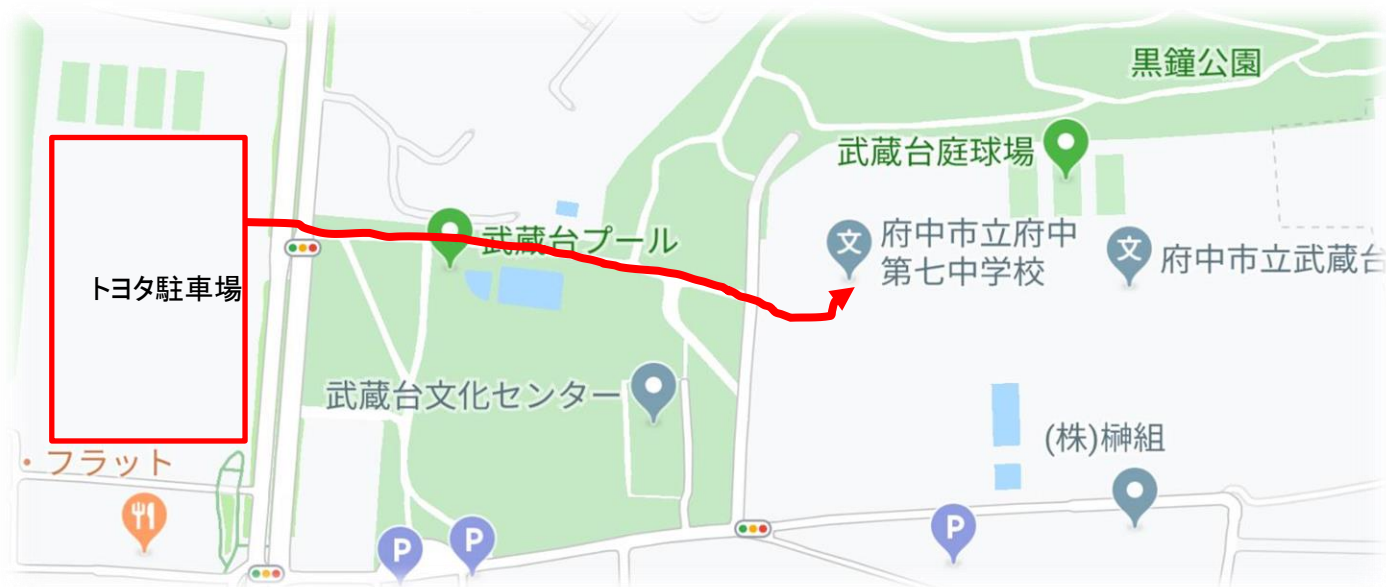 黒鐘公園
武蔵台庭球場
武蔵台プール
府中市立府中
第七中学校
府中市立武蔵台
トヨタ駐車場
武蔵台文化センター
(株)榊組
・フラット
文
文
P
P
P